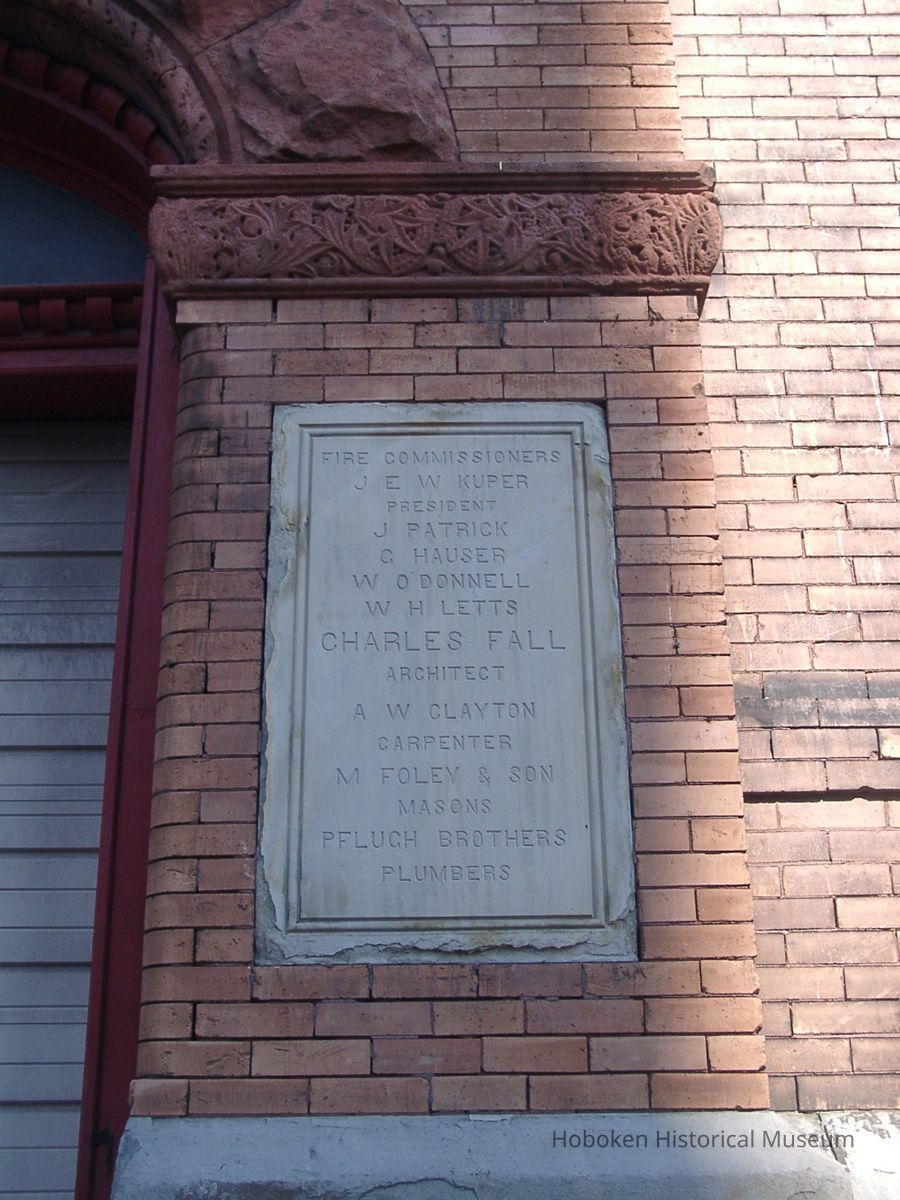 FIRE COMMISSIONERS
J E W KUPER
PRESIDENT
J PATRICK
G HAUSER
W O'DONNELL
W H LETTS
CHARLES FALL
ARCHITECT
A W CLAYTON
CARPENTER
M FOLEY & SON
MASONS
PFLUGH BROTHERS
PLUMBERS
Hoboken Historical Museum